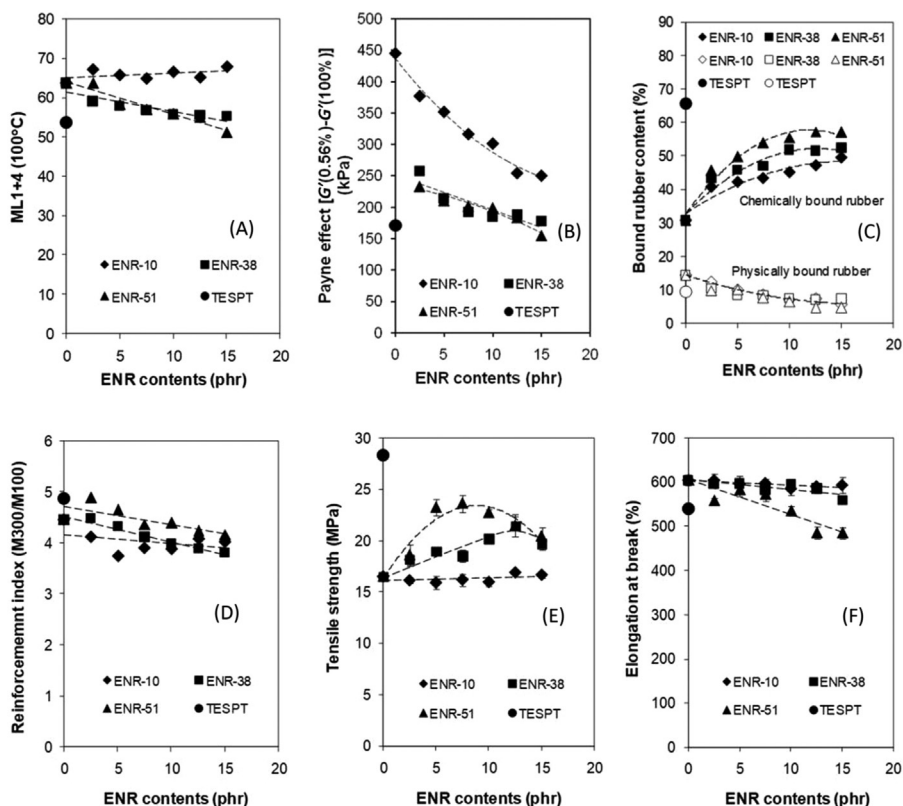 ML1+4 (100°C)
80
70
60
50
40
30
20
10
0
(A)
ENR-10 ENR-38
ENR-51 TESPT
0 5 10 15 20
ENR contents (phr)
Payne effect [G'(0.56%)-G'(100%)]
(kPa)
500
450
400
350
300
250
200
150
100
50
0
(B)
ENR-10 ENR-38
ENR-51 TESPT
0 5 10 15 20
ENR contents (phr)
Bound rubber content (%)
100
90
80
70
60
50
40
30
20
10
0
ENR-10 ENR-38 ENR-51
ENR-10 ENR-38 ENR-51
TESPT TESPT
(C)
Chemically bound rubber
Physically bound rubber
0 5 10 15 20
ENR contents (phr)
Reinforcememnt index (M300/M100)
6
5
4
3
2
1
0
(D)
ENR-10 ENR-38
ENR-51 TESPT
0 5 10 15 20
ENR contents (phr)
Tensile strength (MPa)
30
25
20
15
10
5
0
(E)
ENR-10 ENR-38
ENR-51 TESPT
0 5 10 15 20
ENR contents (phr)
Elongation at break (%)
700
600
500
400
300
200
100
0
(F)
ENR-10 ENR-38
ENR-51 TESPT
0 5 10 15 20
ENR contents (phr)